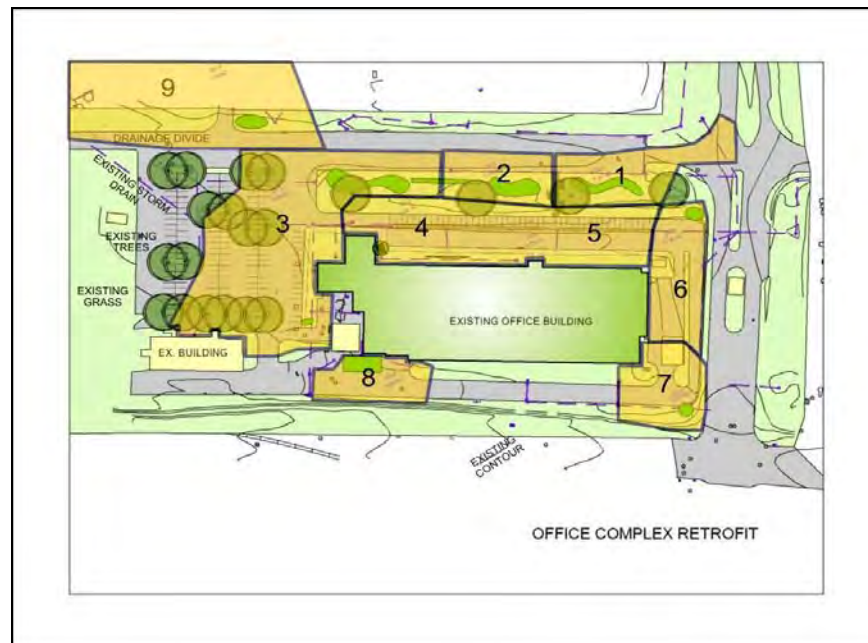 9
DRAINAGE DIVIDE
EXISTING STORM
DRAIN
2
1
3
4
5
EXISTING
TREES
6
EXISTING
GRASS
EXISTING OFFICE BUILDING
EX. BUILDING
8
7
EXISTING
CONTOUR
OFFICE COMPLEX RETROFIT